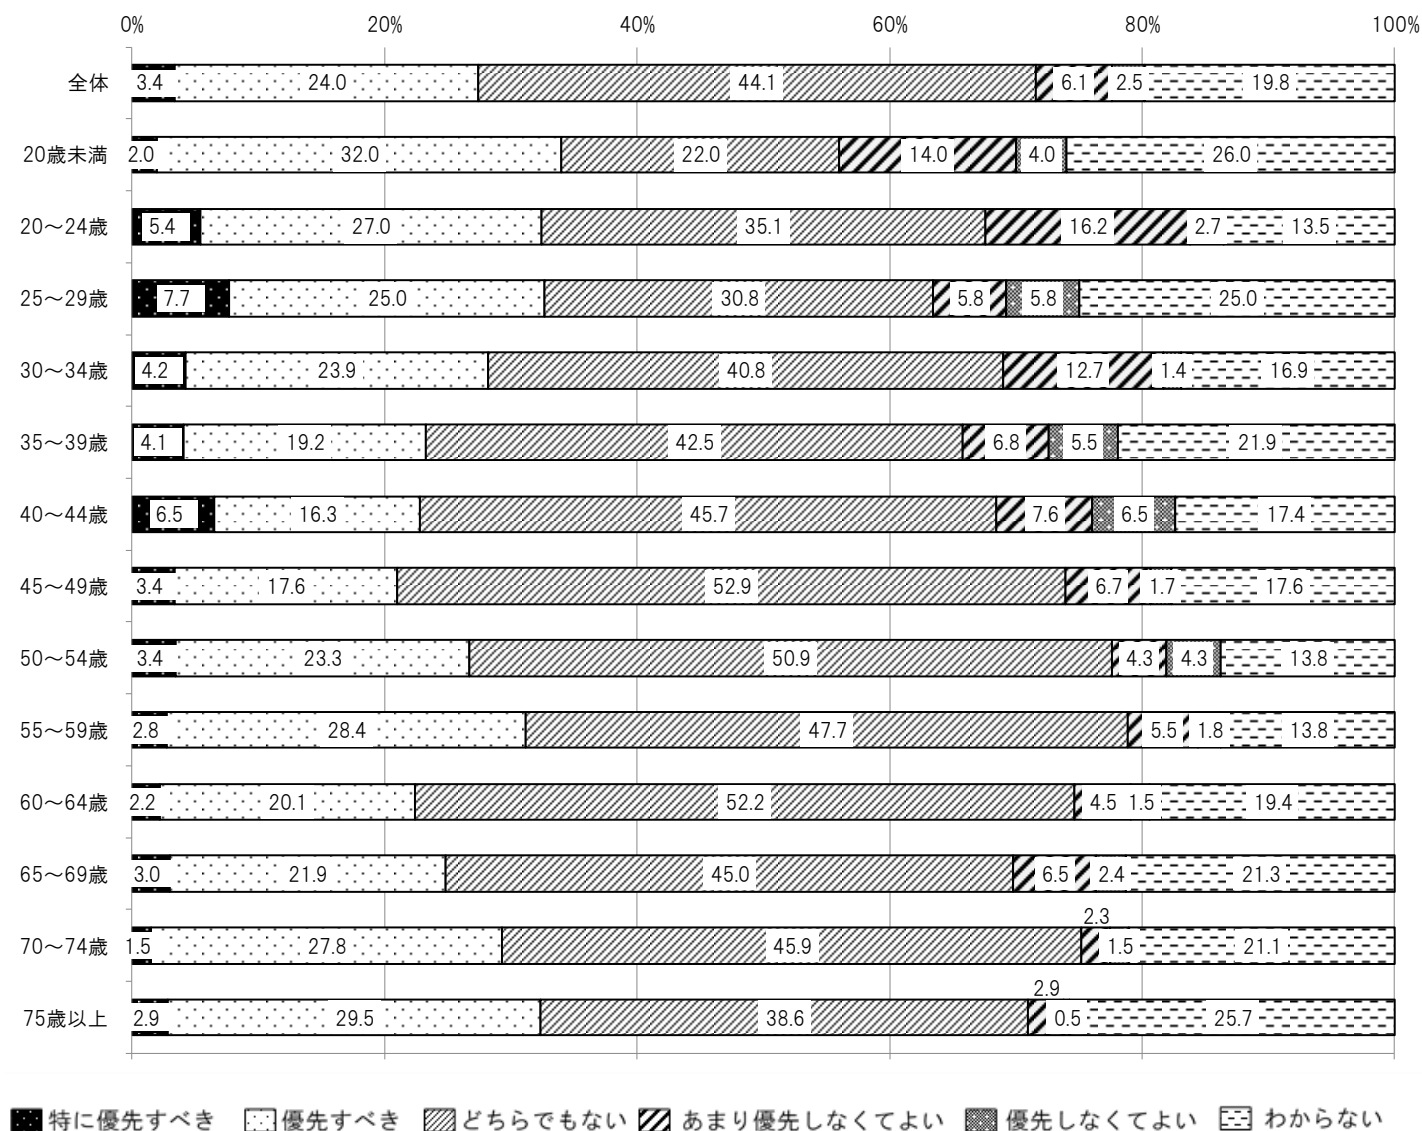 0% 20% 40% 60% 80% 100%
全体 3.4 24.0 44.1 6.1 2.5 19.8
20歳未満 2.0 32.0 22.0 14.0 4.0 26.0
20～24歳 5.4 27.0 35.1 16.2 2.7 13.5
25～29歳 7.7 25.0 30.8 5.8 5.8 25.0
30～34歳 4.2 23.9 40.8 12.7 1.4 16.9
35～39歳 4.1 19.2 42.5 6.8 5.5 21.9
40～44歳 6.5 16.3 45.7 7.6 6.5 17.4
45～49歳 3.4 17.6 52.9 6.7 1.7 17.6
50～54歳 3.4 23.3 50.9 4.3 4.3 13.8
55～59歳 2.8 28.4 47.7 5.5 1.8 13.8
60～64歳 2.2 20.1 52.2 4.5 1.5 19.4
65～69歳 3.0 21.9 45.0 6.5 2.4 21.3
70～74歳 1.5 27.8 45.9 2.3 1.5 21.1
75歳以上 2.9 29.5 38.6 2.9 0.5 25.7
特に優先すべき 優先すべき どちらでもない あまり優先しなくてよい 優先しなくてよい わからない